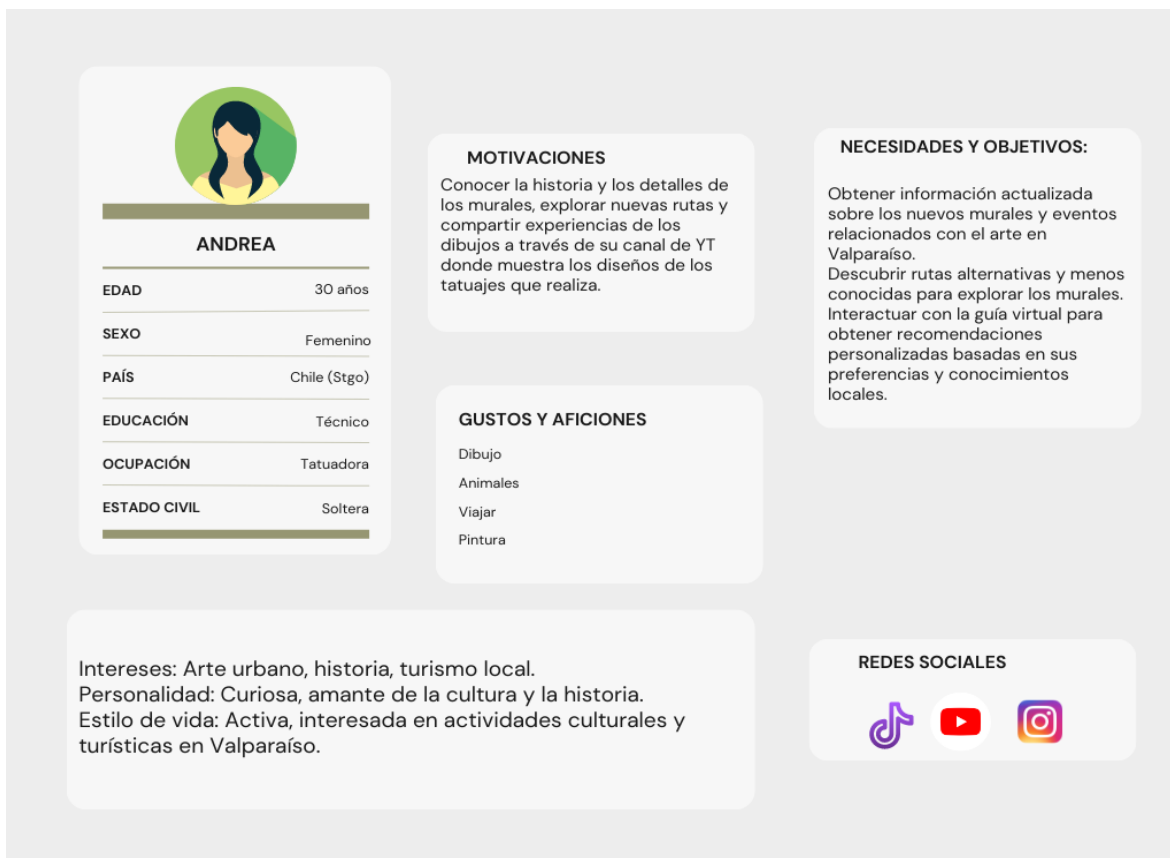 ANDREA
EDAD 30 años
SEXO Femenino
PAÍS Chile (Stgo)
EDUCACIÓN Técnico
OCUPACIÓN Tatuadora
ESTADO CIVIL Soltera
MOTIVACIONES
Conocer la historia y los detalles de
los murales, explorar nuevas rutas y
compartir experiencias de los
dibujos a través de su canal de YT
donde muestra los diseños de los
tatuajes que realiza.
GUSTOS Y AFICIONES
Dibujo
Animales
Viajar
Pintura
NECESIDADES Y OBJETIVOS:
Obtener información actualizada
sobre los nuevos murales y eventos
relacionados con el arte en
Valparaíso.
Descubrir rutas alternativas y menos
conocidas para explorar los murales.
Interactuar con la guía virtual para
obtener recomendaciones
personalizadas basadas en sus
preferencias y conocimientos
locales.
Intereses: Arte urbano, historia, turismo local.
Personalidad: Curiosa, amante de la cultura y la historia.
Estilo de vida: Activa, interesada en actividades culturales y
turísticas en Valparaíso.
REDES SOCIALES